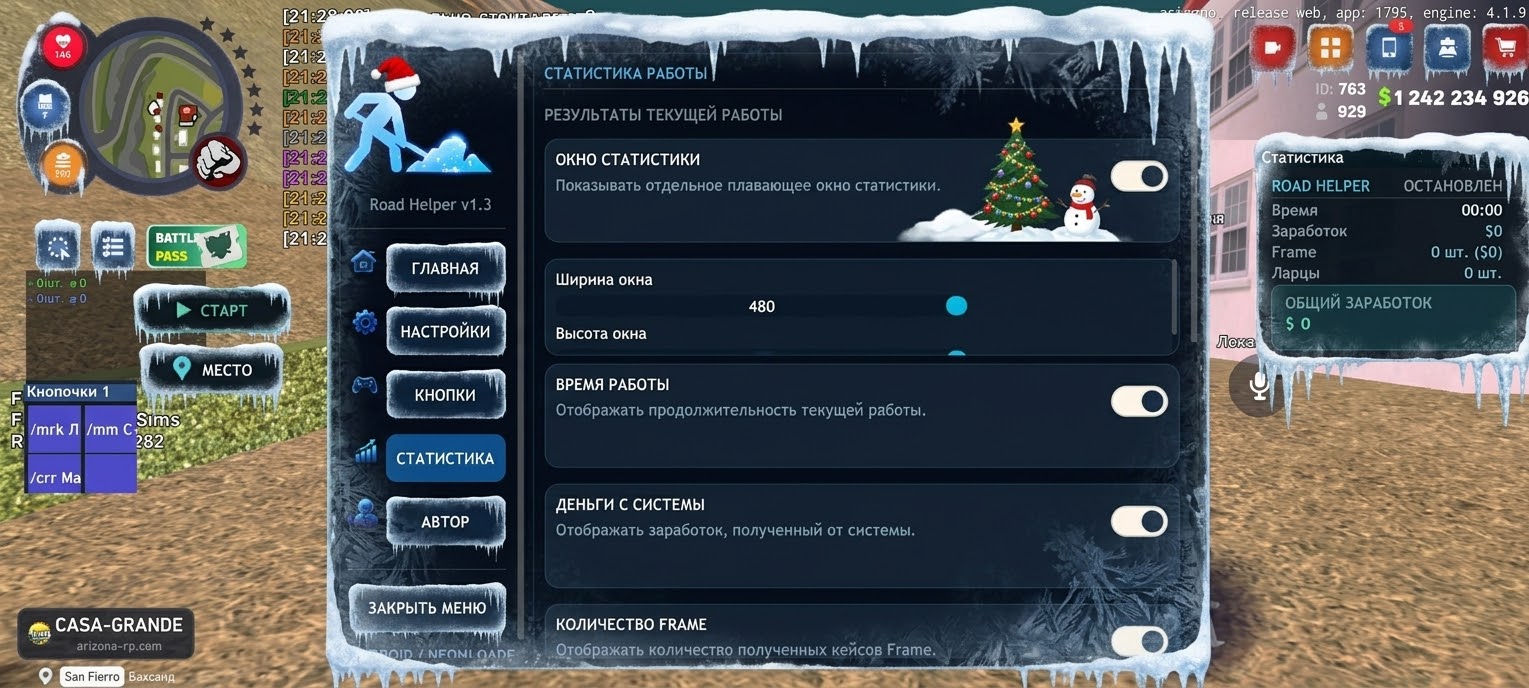 release web, app: 1795, engine: 4.1.9
146
ID: 763
929
$1 242 234 926
BATTLE
PASS
СТАРТ
МЕСТО
Кнопочки 1
/mrk Л
/mm С
/crr Ма
Sims
282
CASA-GRANDE
arizona-rp.com
San Fierro
Вахсанд
Road Helper v1.3
ГЛАВНАЯ
НАСТРОЙКИ
КНОПКИ
СТАТИСТИКА
АВТОР
ЗАКРЫТЬ МЕНЮ
СТАТИСТИКА РАБОТЫ
РЕЗУЛЬТАТЫ ТЕКУЩЕЙ РАБОТЫ
ОКНО СТАТИСТИКИ
Показывать отдельное плавающее окно статистики.
Ширина окна
480
Высота окна
ВРЕМЯ РАБОТЫ
Отображать продолжительность текущей работы.
ДЕНЬГИ С СИСТЕМЫ
Отображать заработок, полученный от системы.
КОЛИЧЕСТВО FRAME
Отображать количество полученных кейсов Frame.
Статистика
ROAD HELPER ОСТАНОВЛЕН
Время 00:00
Заработок $0
Frame 0 шт. ($0)
Ларцы 0 шт.
ОБЩИЙ ЗАРАБОТОК
$ 0
Лока